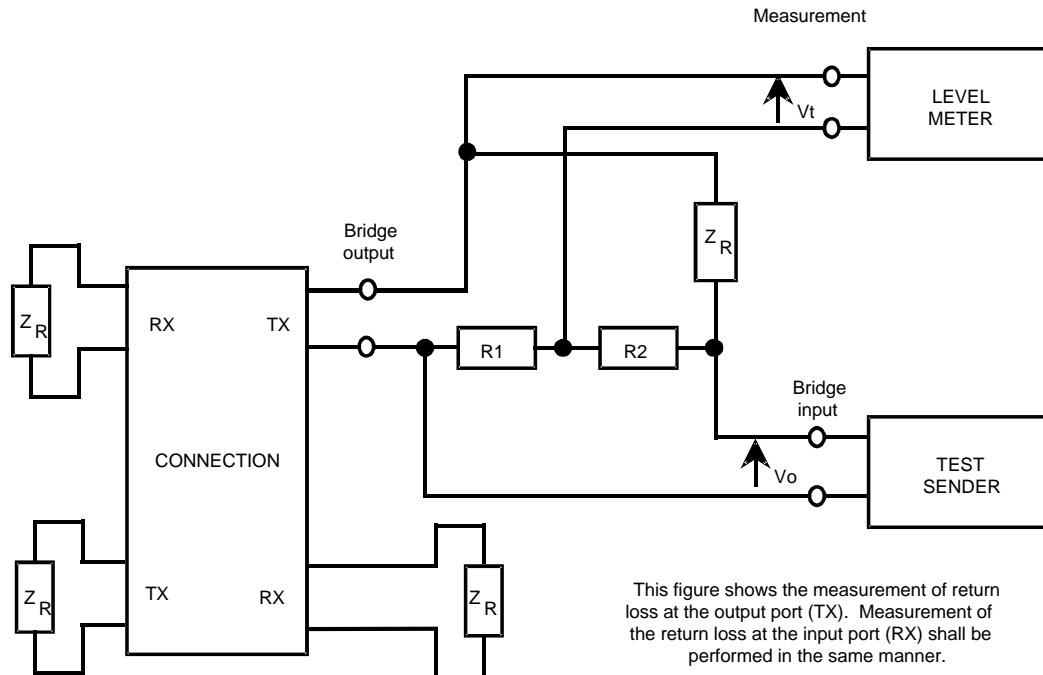 Measurement
LEVEL
METER
Vt
Bridge
output
Z R
Z R
RX
TX
R1
R2
Bridge
input
CONNECTION
Vo
TEST
SENDER
Z R
TX
RX
Z R
This figure shows the measurement of return
loss at the output port (TX). Measurement of
the return loss at the input port (RX) shall be
performed in the same manner.